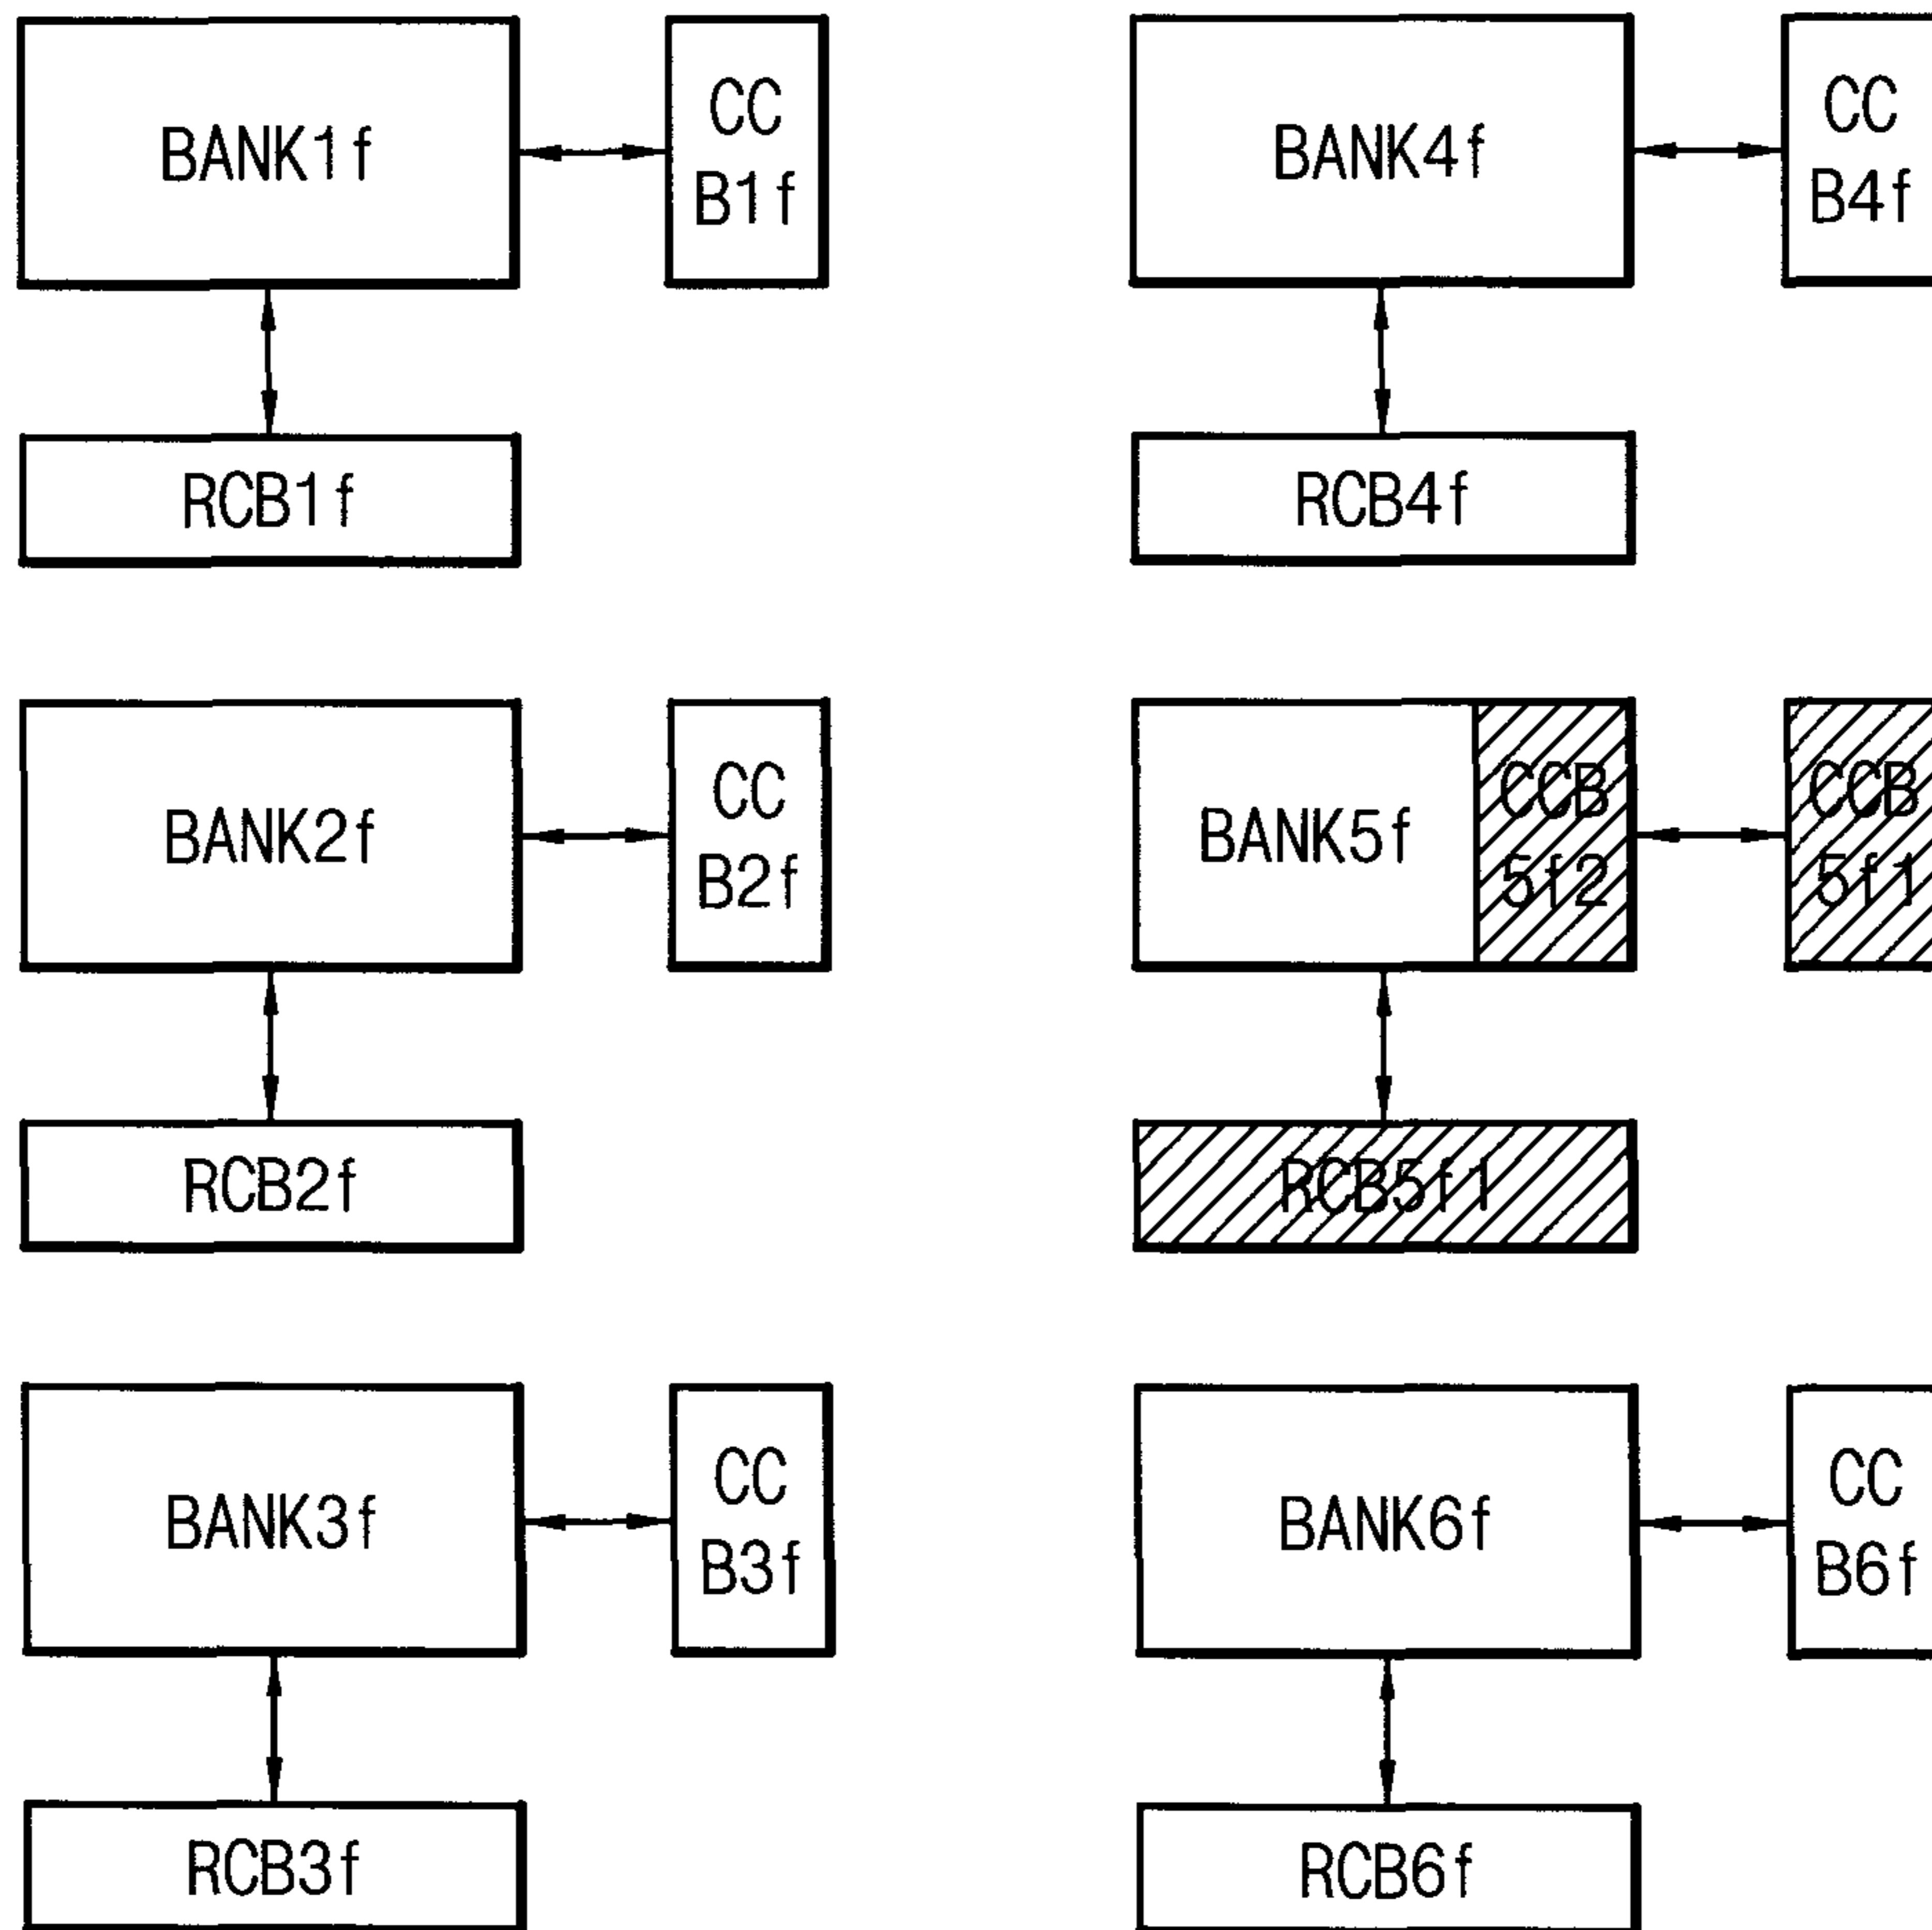 BANK1f
CC
B1f
RCB1f
BANK4f
CC
B4f
RCB4f
BANK2f
CC
B2f
RCB2f
BANK5f
CCB
5f2
CCB
5f1
RCB5f1
BANK3f
CC
B3f
RCB3f
BANK6f
CC
B6f
RCB6f